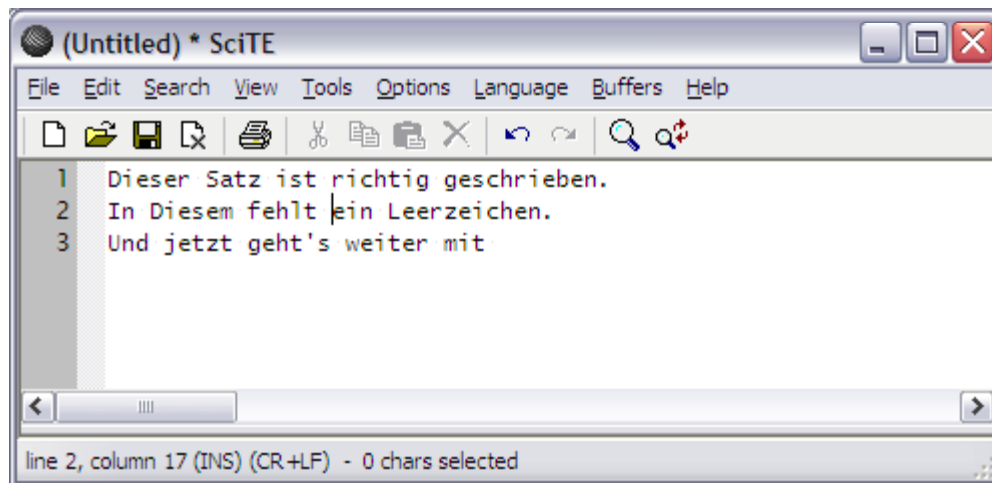 (Untitled) * SciTE
File Edit Search View Tools Options Language Buffers Help
1 Dieser Satz ist richtig geschrieben.
2 In Diesem fehlt ein Leerzeichen.
3 Und jetzt geht's weiter mit
line 2, column 17 (INS) (CR+LF) - 0 chars selected